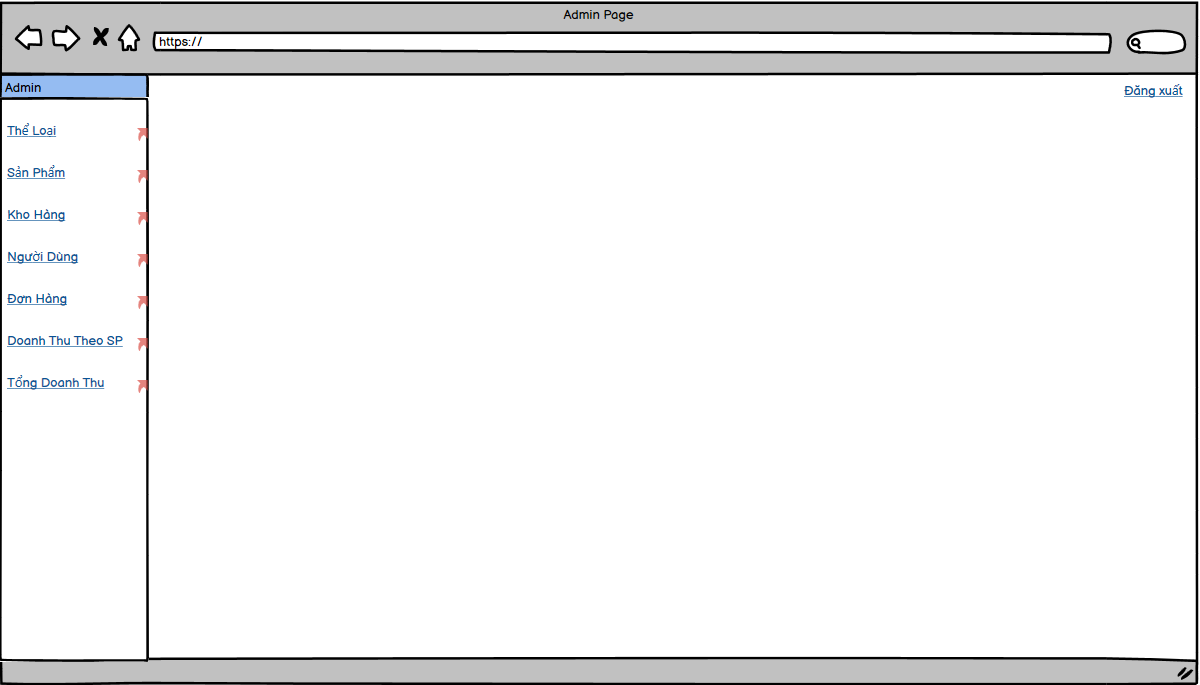 Admin Page
https://
Admin
Đăng xuất
Thể Loại
Sản Phẩm
Kho Hàng
Người Dùng
Đơn Hàng
Doanh Thu Theo SP
Tổng Doanh Thu